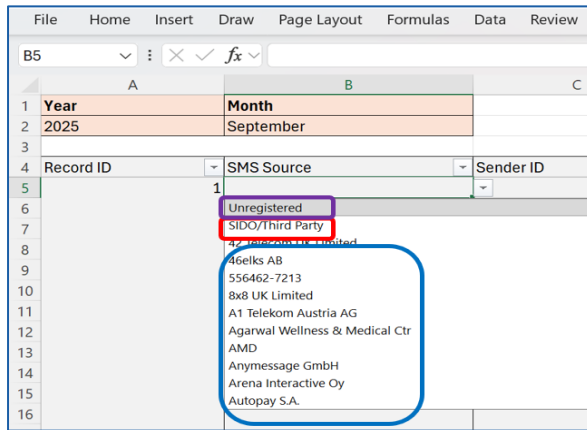 File Home Insert Draw Page Layout Formulas Data Review
B5 fx
A B C
1 Year Month
2 2025 September
3
4 Record ID SMS Source Sender ID
5 1
6 Unregistered
7 SIDO/Third Party
8 42 Telecom UK Limited
9 46elks AB
10 556462-7213
11 8x8 UK Limited
A1 Telekom Austria AG
12 Agarwal Wellness & Medical Ctr
13 AMD
14 Anymessage GmbH
15 Arena Interactive Oy
Autopay S.A.
16